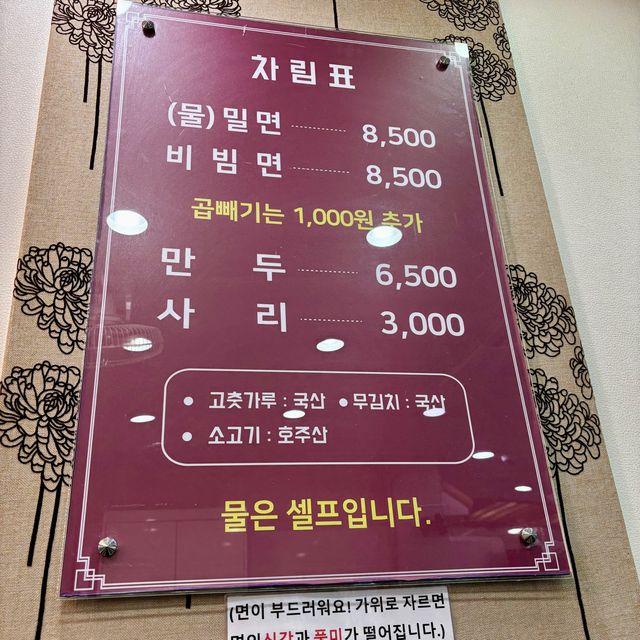 차림표
(물)밀면 ........... 8,500
비빔면 ........... 8,500
곱빼기는 1,000원 추가
만두 ........... 6,500
사리 ........... 3,000
● 고춧가루 : 국산 ● 무김치 : 국산
● 소고기 : 호주산
물은 셀프입니다.
(면이 부드러워요! 가위로 자르면
면의 식감과 풍미가 떨어집니다.)